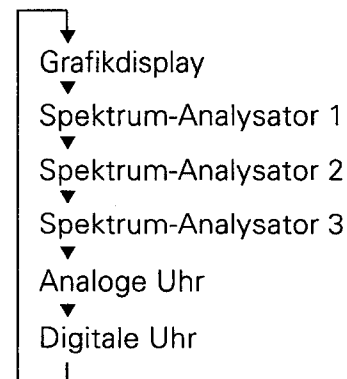 Grafikdisplay
Spektrum-Analysator 1
Spektrum-Analysator 2
Spektrum-Analysator 3
Analoge Uhr
Digitale Uhr